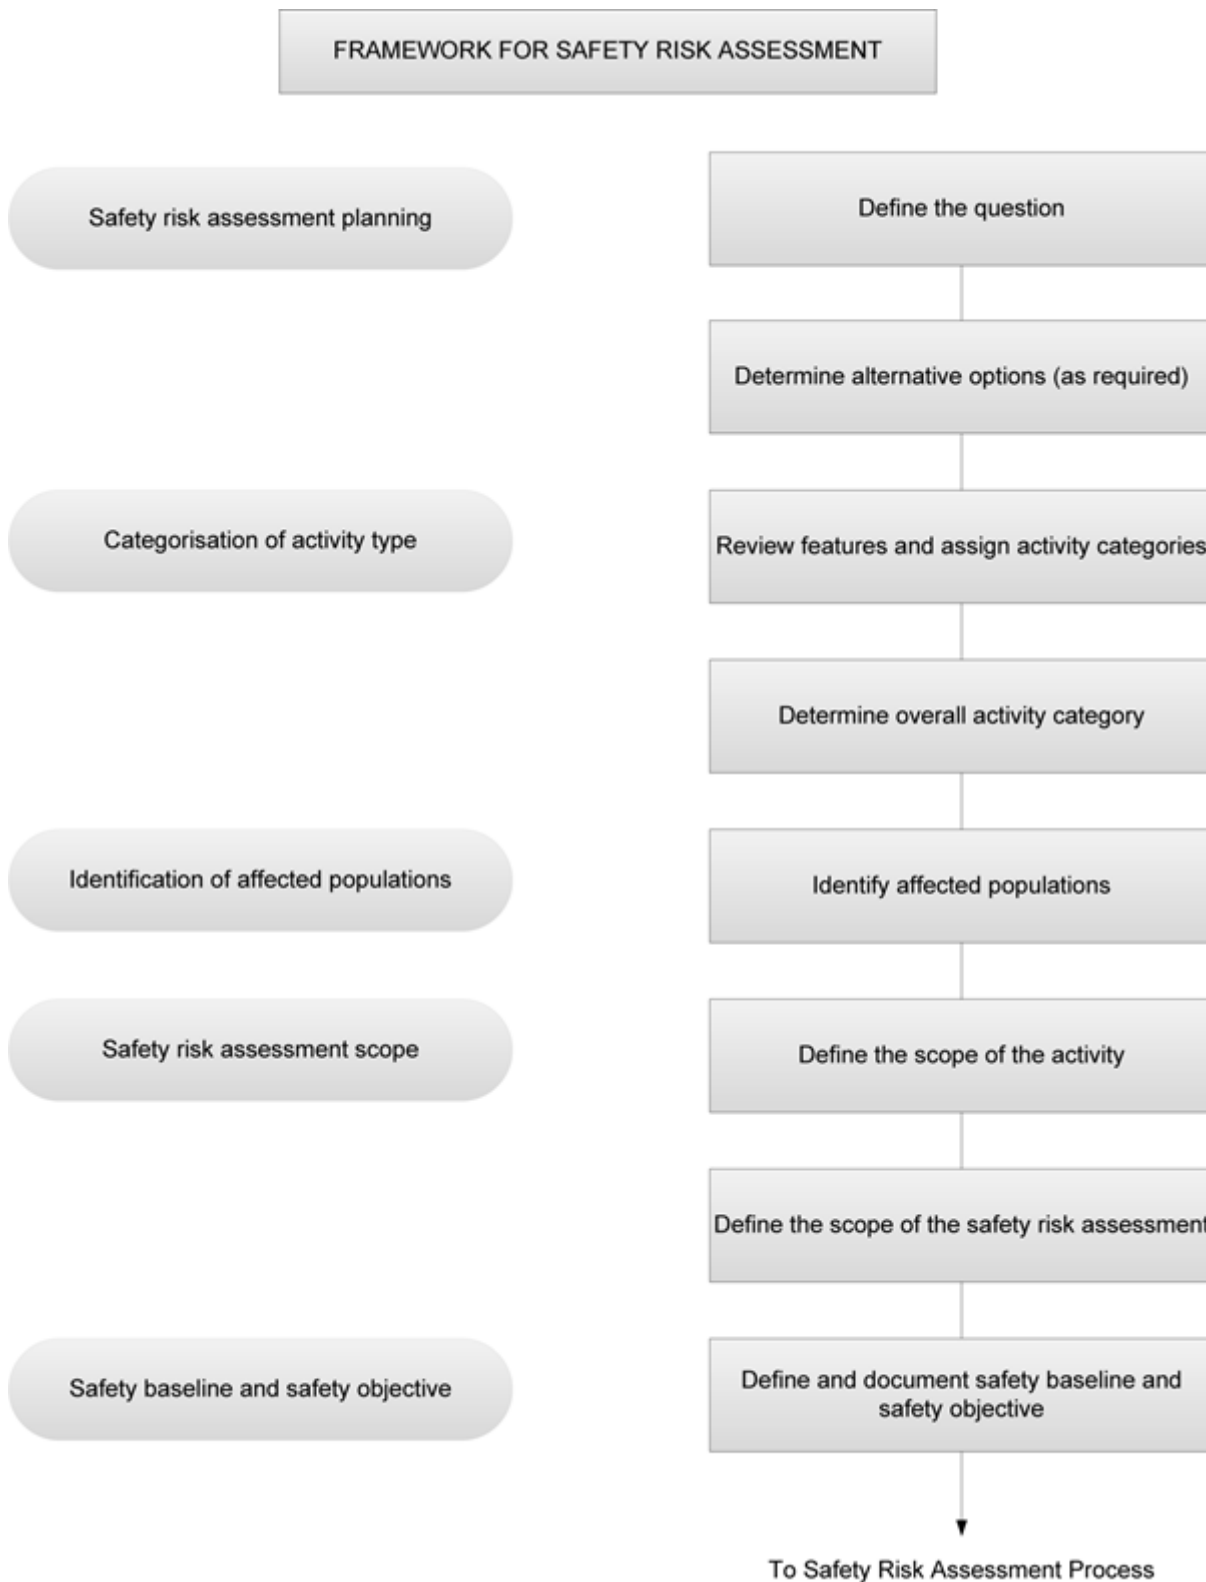 FRAMEWORK FOR SAFETY RISK ASSESSMENT
Safety risk assessment planning
Define the question
Determine alternative options (as required)
Categorisation of activity type
Review features and assign activity categories
Determine overall activity category
Identification of affected populations
Identify affected populations
Safety risk assessment scope
Define the scope of the activity
Define the scope of the safety risk assessment
Safety baseline and safety objective
Define and document safety baseline and
safety objective
To Safety Risk Assessment Process